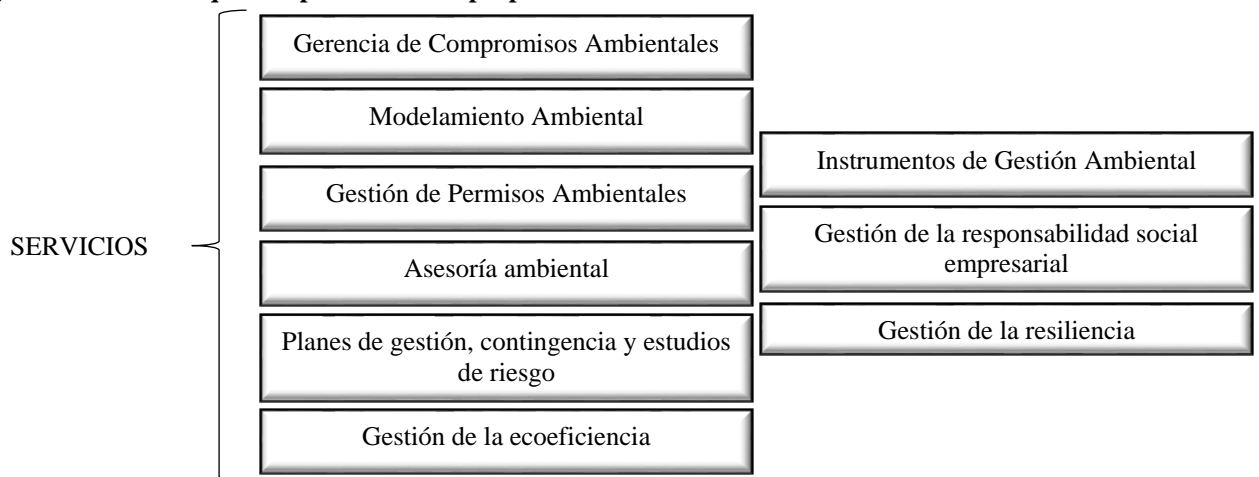 SERVICIOS
Gerencia de Compromisos Ambientales
Modelamiento Ambiental
Gestión de Permisos Ambientales
Asesoría ambiental
Planes de gestión, contingencia y estudios
de riesgo
Gestión de la ecoeficiencia
Instrumentos de Gestión Ambiental
Gestión de la responsabilidad social
empresarial
Gestión de la resiliencia